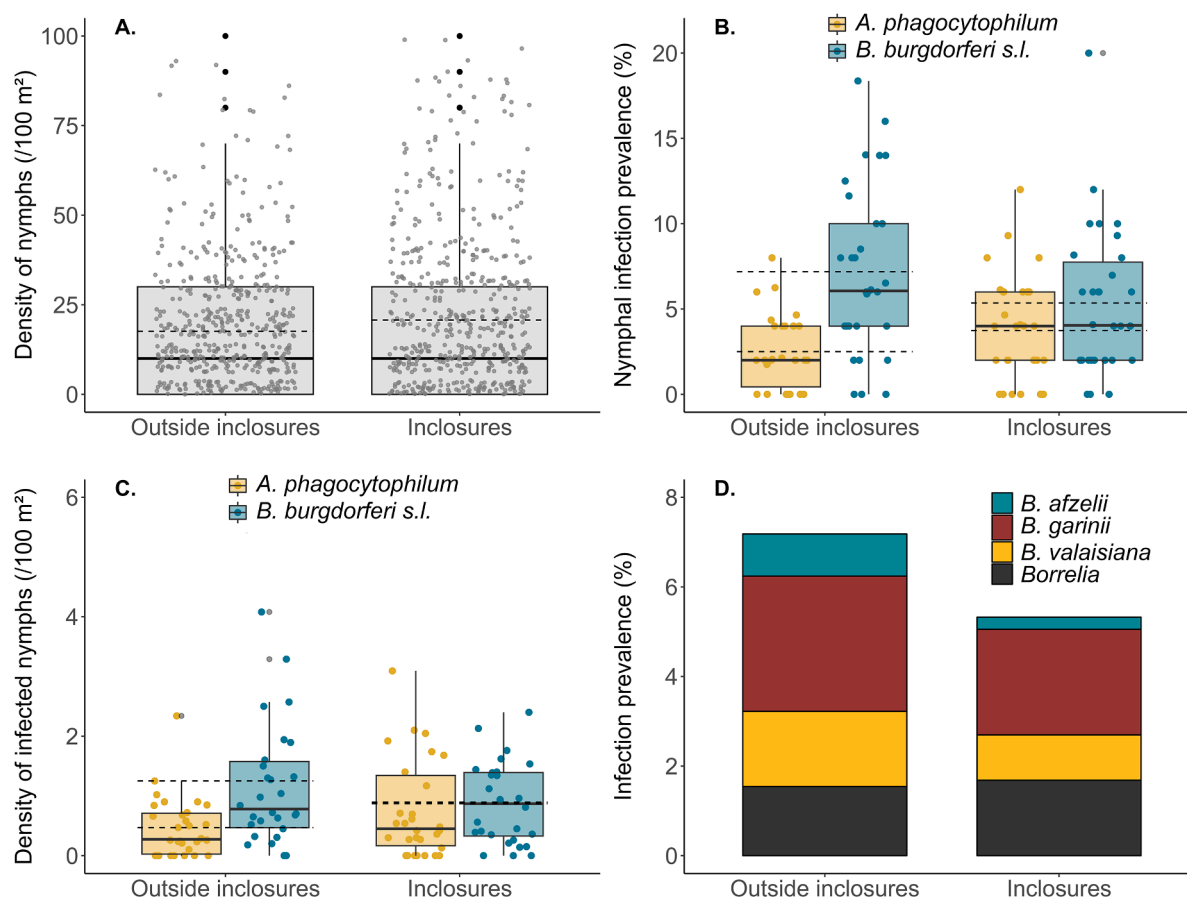 A.
Density of nymphs (/100 m²)
100
75
50
25
0
Outside inclosures
Inclosures
B.
A. phagocytophilum
B. burgdorferi s.l.
Nymphal infection prevalence (%)
20
15
10
5
0
Outside inclosures
Inclosures
C.
A. phagocytophilum
B. burgdorferi s.l.
Density of infected nymphs (/100 m²)
6
4
2
0
Outside inclosures
Inclosures
D.
B. afzelii
B. garinii
B. valaisiana
Borrelia
Infection prevalence (%)
8
6
4
2
0
Outside inclosures
Inclosures